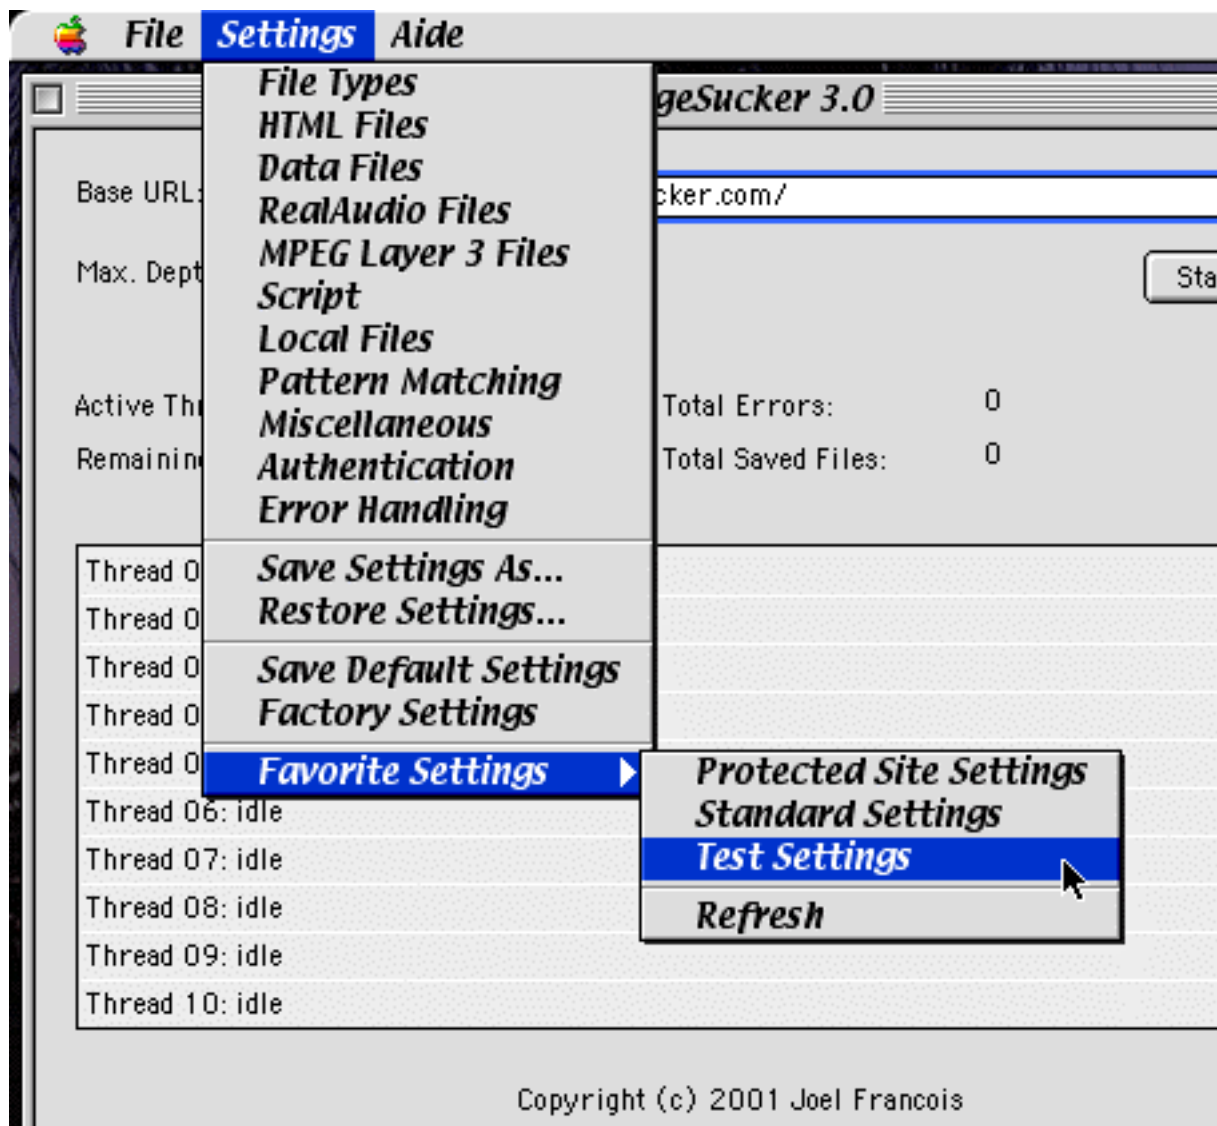 File Settings Aide
geSucker 3.0
File Types
HTML Files
Data Files
RealAudio Files
MPEG Layer 3 Files
Script
Local Files
Pattern Matching
Miscellaneous
Authentication
Error Handling
Save Settings As...
Restore Settings...
Save Default Settings
Factory Settings
Favorite Settings
Protected Site Settings
Standard Settings
Test Settings
Refresh
Base URL: cker.com/
Max. Dept
Sta
Active Thr
Total Errors: 0
Remainin
Total Saved Files: 0
Thread 0
Thread 0
Thread 0
Thread 0
Thread 0
Thread 06: idle
Thread 07: idle
Thread 08: idle
Thread 09: idle
Thread 10: idle
Copyright (c) 2001 Joel Francois